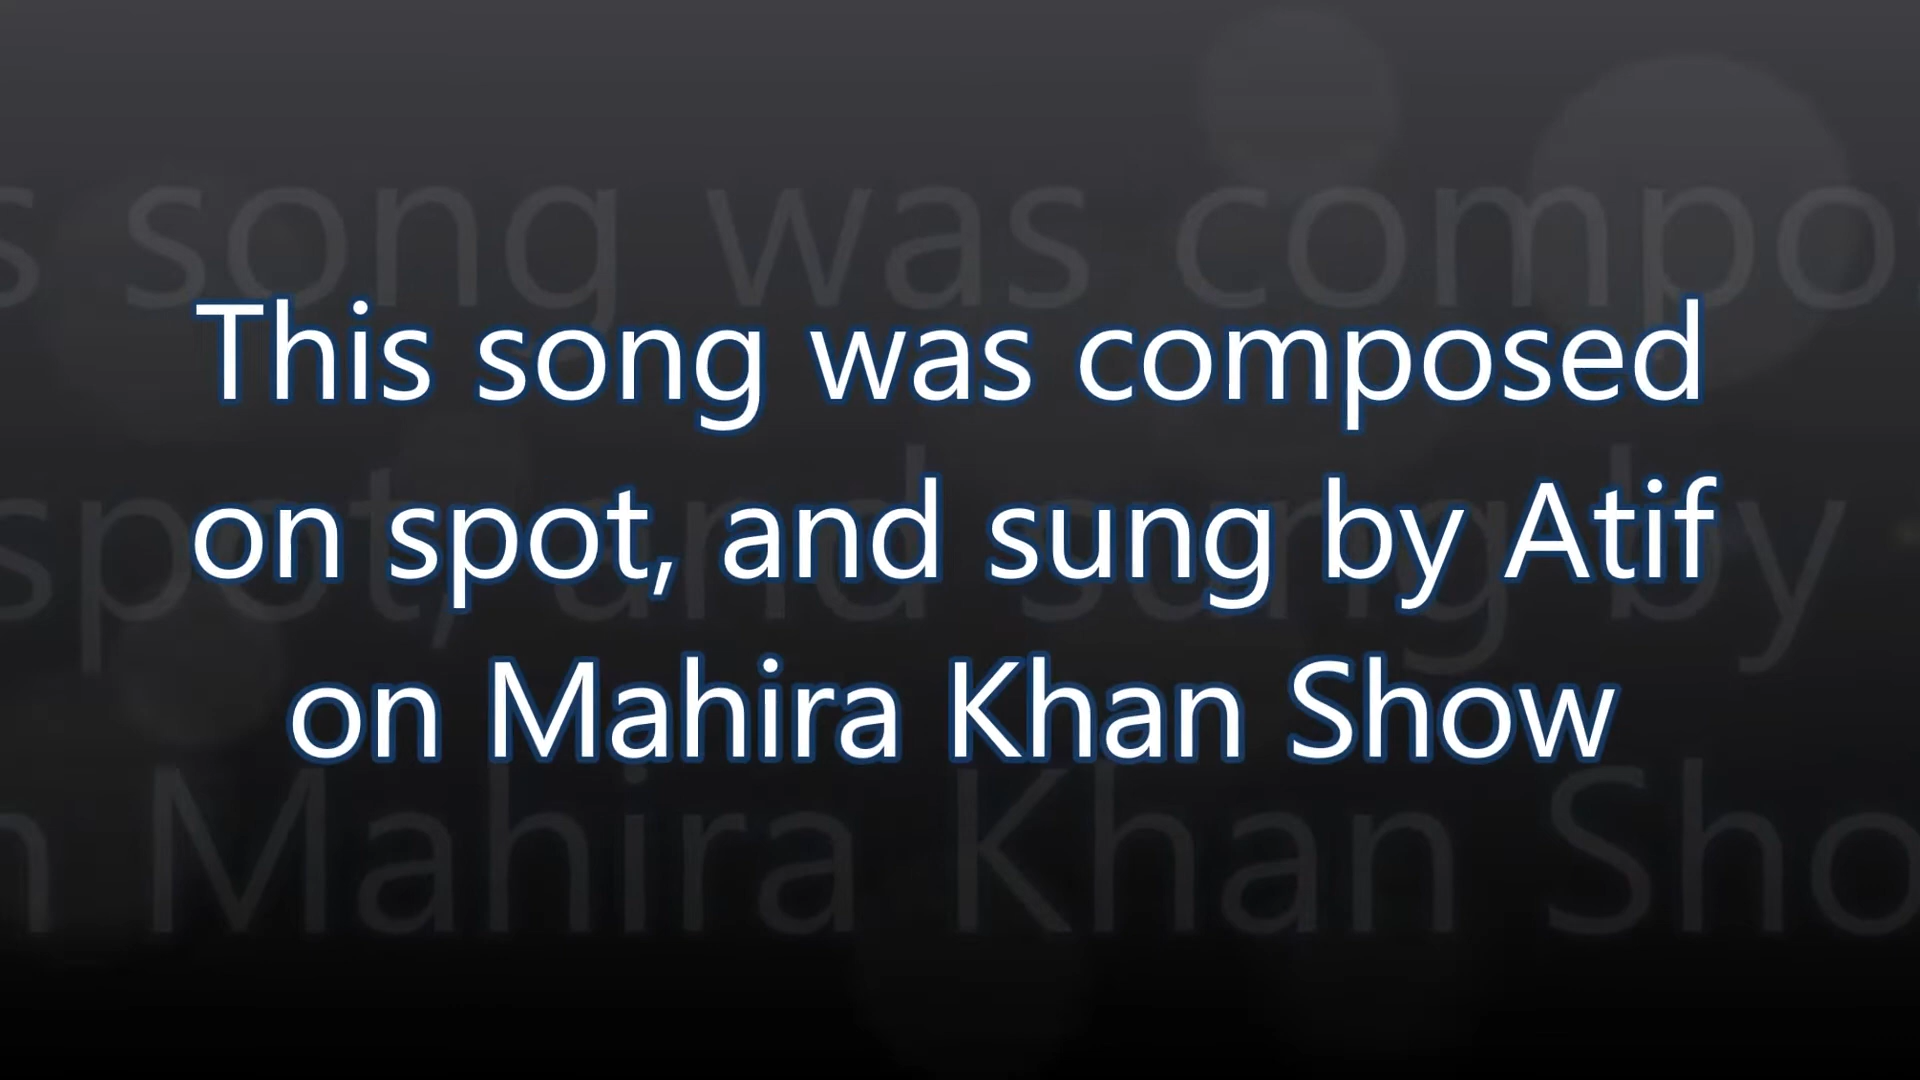 This song was composed
on spot, and sung by Atif
on Mahira Khan Show